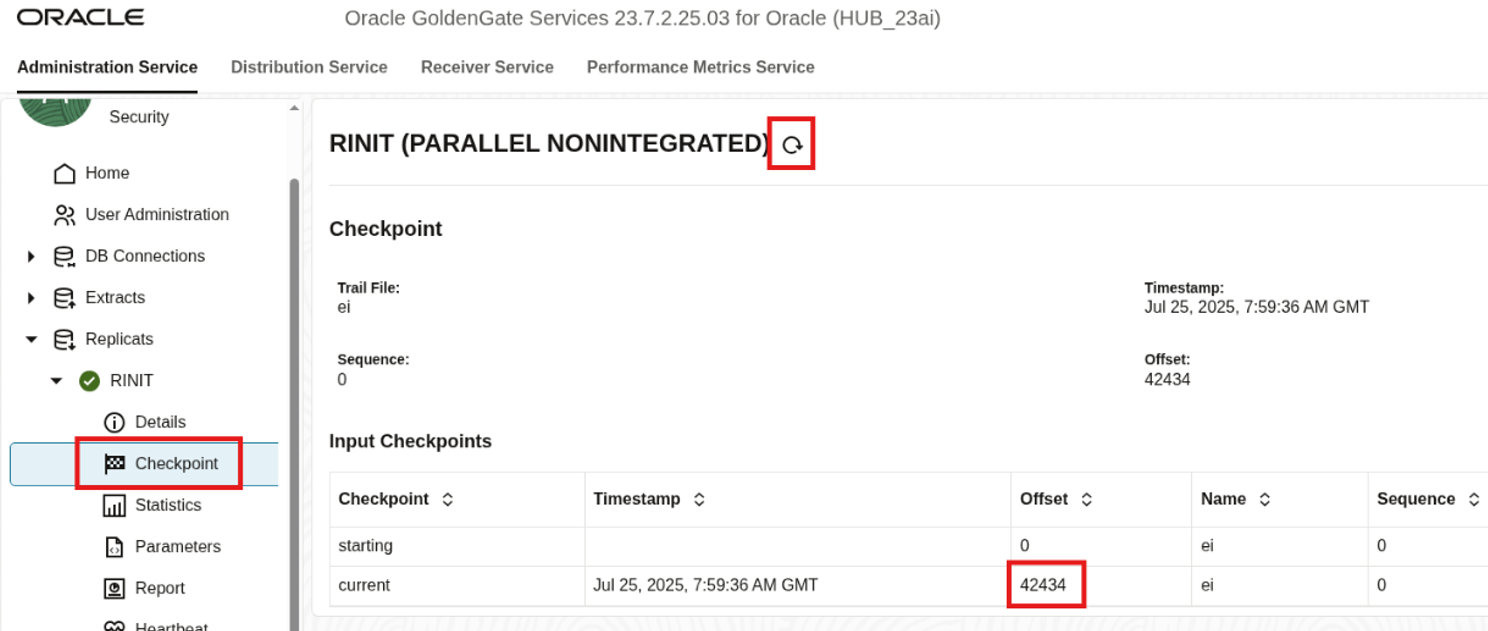 ORACLE
Oracle GoldenGate Services 23.7.2.25.03 for Oracle (HUB_23ai)
Administration Service
Distribution Service
Receiver Service
Performance Metrics Service
Security
Home
User Administration
DB Connections
Extracts
Replicats
RINIT
Details
Checkpoint
Statistics
Parameters
Report
Heartbeat
RINIT (PARALLEL NONINTEGRATED)
Checkpoint
Trail File:
ei
Timestamp:
Jul 25, 2025, 7:59:36 AM GMT
Sequence:
0
Offset:
42434
Input Checkpoints
Checkpoint Timestamp Offset Name Sequence
starting 0 ei 0
current Jul 25, 2025, 7:59:36 AM GMT 42434 ei 0